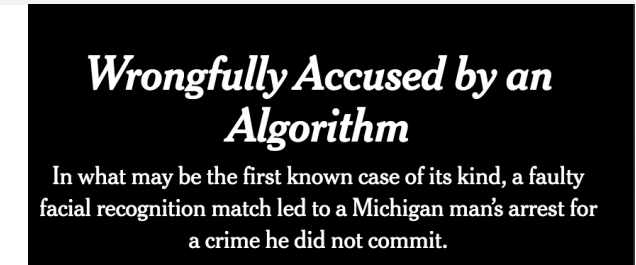 Wrongfully Accused by an
Algorithm
In what may be the first known case of its kind, a faulty
facial recognition match led to a Michigan man’s arrest for
a crime he did not commit.